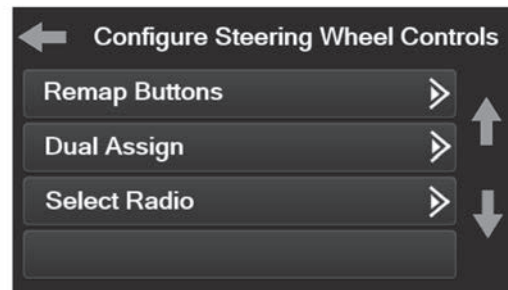 Configure Steering Wheel Controls
Remap Buttons
Dual Assign
Select Radio